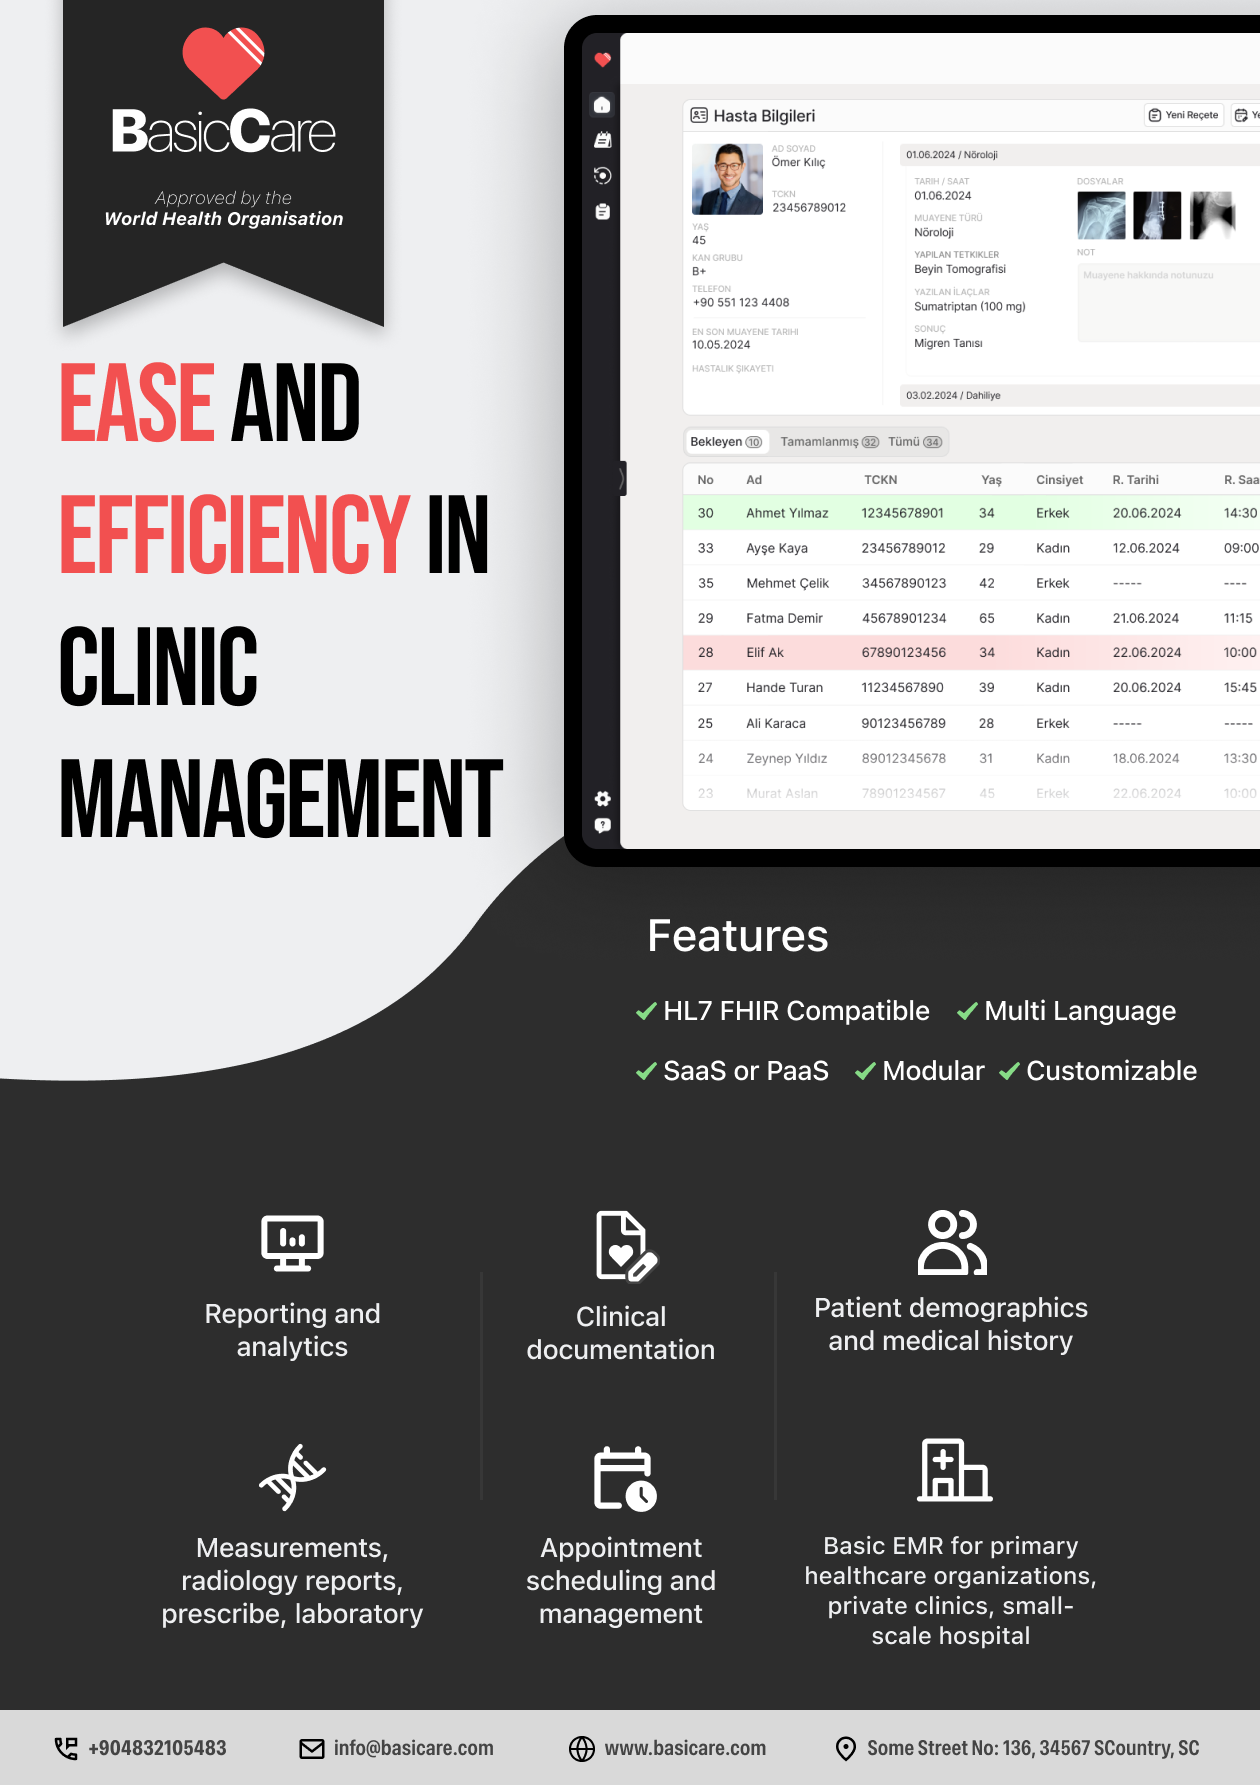 BasicCare
Approved by the
World Health Organisation
EASE AND
EFFICIENCY IN
CLINIC
MANAGEMENT
Hasta Bilgileri
Yeni Reçete
Ye
AD SOYAD
Ömer Kılıç
TCKN
23456789012
YAŞ
45
KAN GRUBU
B+
TELEFON
+90 551 123 4408
EN SON MUAYENE TARIHI
10.05.2024
HASTALIK ŞIKAYETI
01.06.2024 / Nöroloji
TARIH / SAAT
01.06.2024
MUAYENE TÜRÜ
Nöroloji
YAPILAN TETKIKLER
Beyin Tomografisi
YAZILAN İLAÇLAR
Sumatriptan (100 mg)
SONUÇ
Migren Tanısı
DOSYALAR
NOT
Muayene hakkında notunuzu
03.02.2024 / Dahiliye
Bekleyen 10 Tamamlanmış 32 Tümü 34
No Ad TCKN Yaş Cinsiyet R. Tarihi R. Saa
30 Ahmet Yılmaz 12345678901 34 Erkek 20.06.2024 14:30
33 Ayşe Kaya 23456789012 29 Kadın 12.06.2024 09:00
35 Mehmet Çelik 34567890123 42 Erkek ----- ----
29 Fatma Demir 45678901234 65 Kadın 21.06.2024 11:15
28 Elif Ak 67890123456 34 Kadın 22.06.2024 10:00
27 Hande Turan 11234567890 39 Kadın 20.06.2024 15:45
25 Ali Karaca 90123456789 28 Erkek ----- -----
24 Zeynep Yıldız 89012345678 31 Kadın 18.06.2024 13:30
23 Murat Aslan 78901234567 45 Erkek 22.06.2024 10:00
Features
HL7 FHIR Compatible Multi Language
SaaS or PaaS Modular Customizable
Reporting and
analytics
Clinical
documentation
Patient demographics
and medical history
Measurements,
radiology reports,
prescribe, laboratory
Appointment
scheduling and
management
Basic EMR for primary
healthcare organizations,
private clinics, small-
scale hospital
+904832105483 info@basicare.com www.basicare.com Some Street No: 136, 34567 SCountry, SC